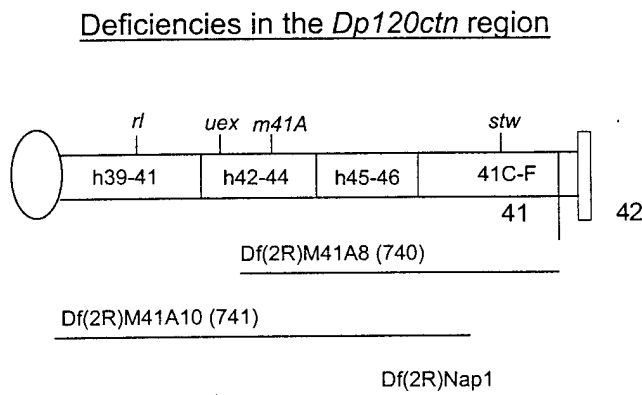 Deficiencies in the Dp120ctn region
rl uex m41A stw
h39-41 h42-44 h45-46 41C-F
41 42
Df(2R)M41A8 (740)
Df(2R)M41A10 (741)
Df(2R)Nap1